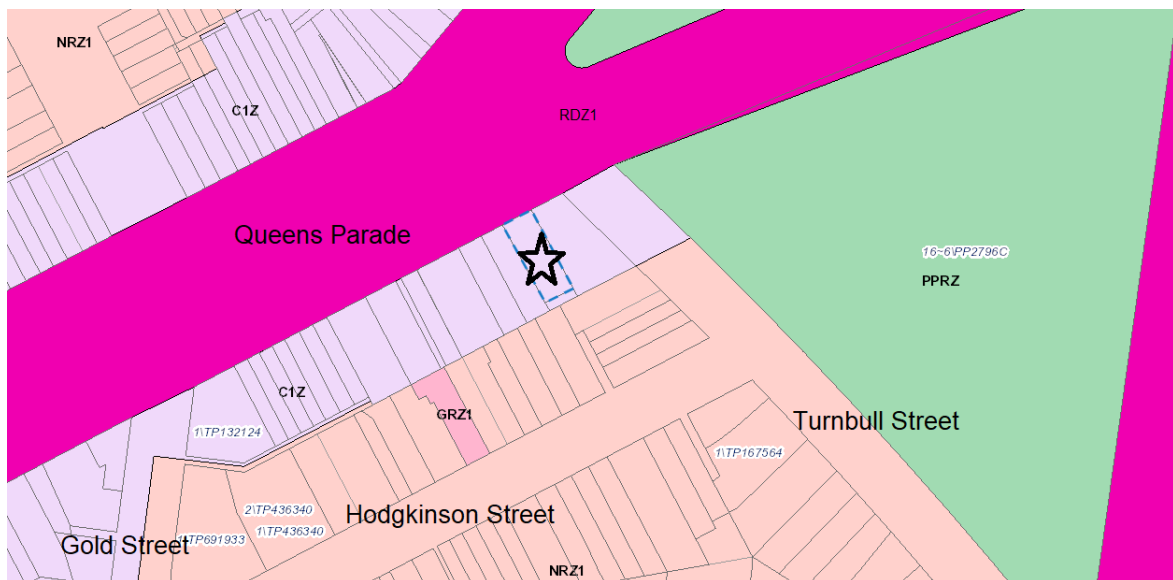 NRZ1
C1Z
RDZ1
Queens Parade
16~6\PP2796C
PPRZ
C1Z
GRZ1
1\TP132124
Turnbull Street
1\TP167564
2\TP436340
Hodgkinson Street
1\TP436340
1\TP691933
Gold Street
NRZ1